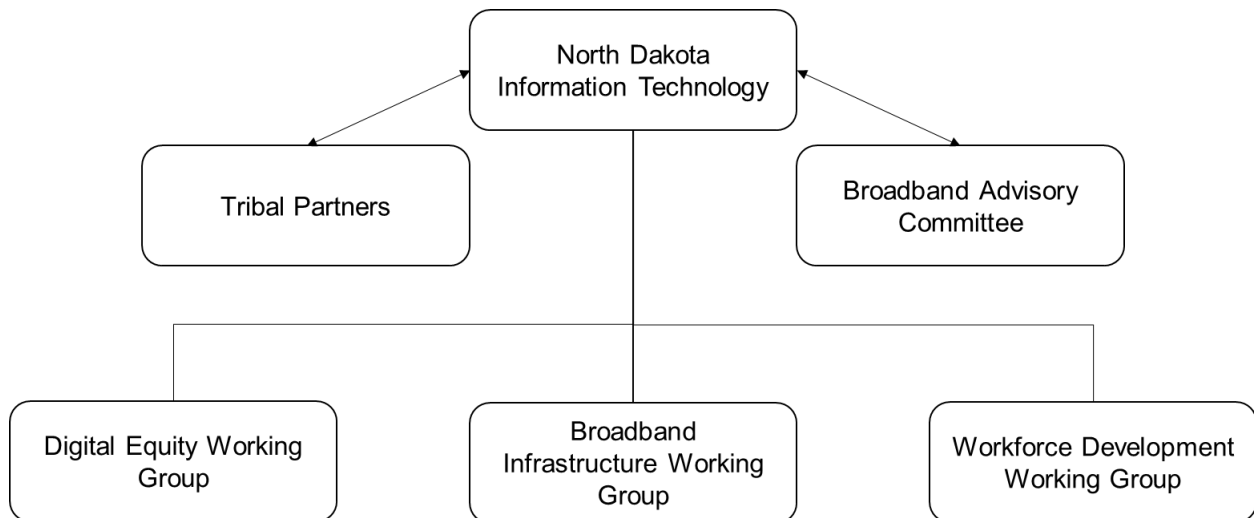 North Dakota
Information Technology
Tribal Partners
Broadband Advisory
Committee
Digital Equity Working
Group
Broadband
Infrastructure Working
Group
Workforce Development
Working Group